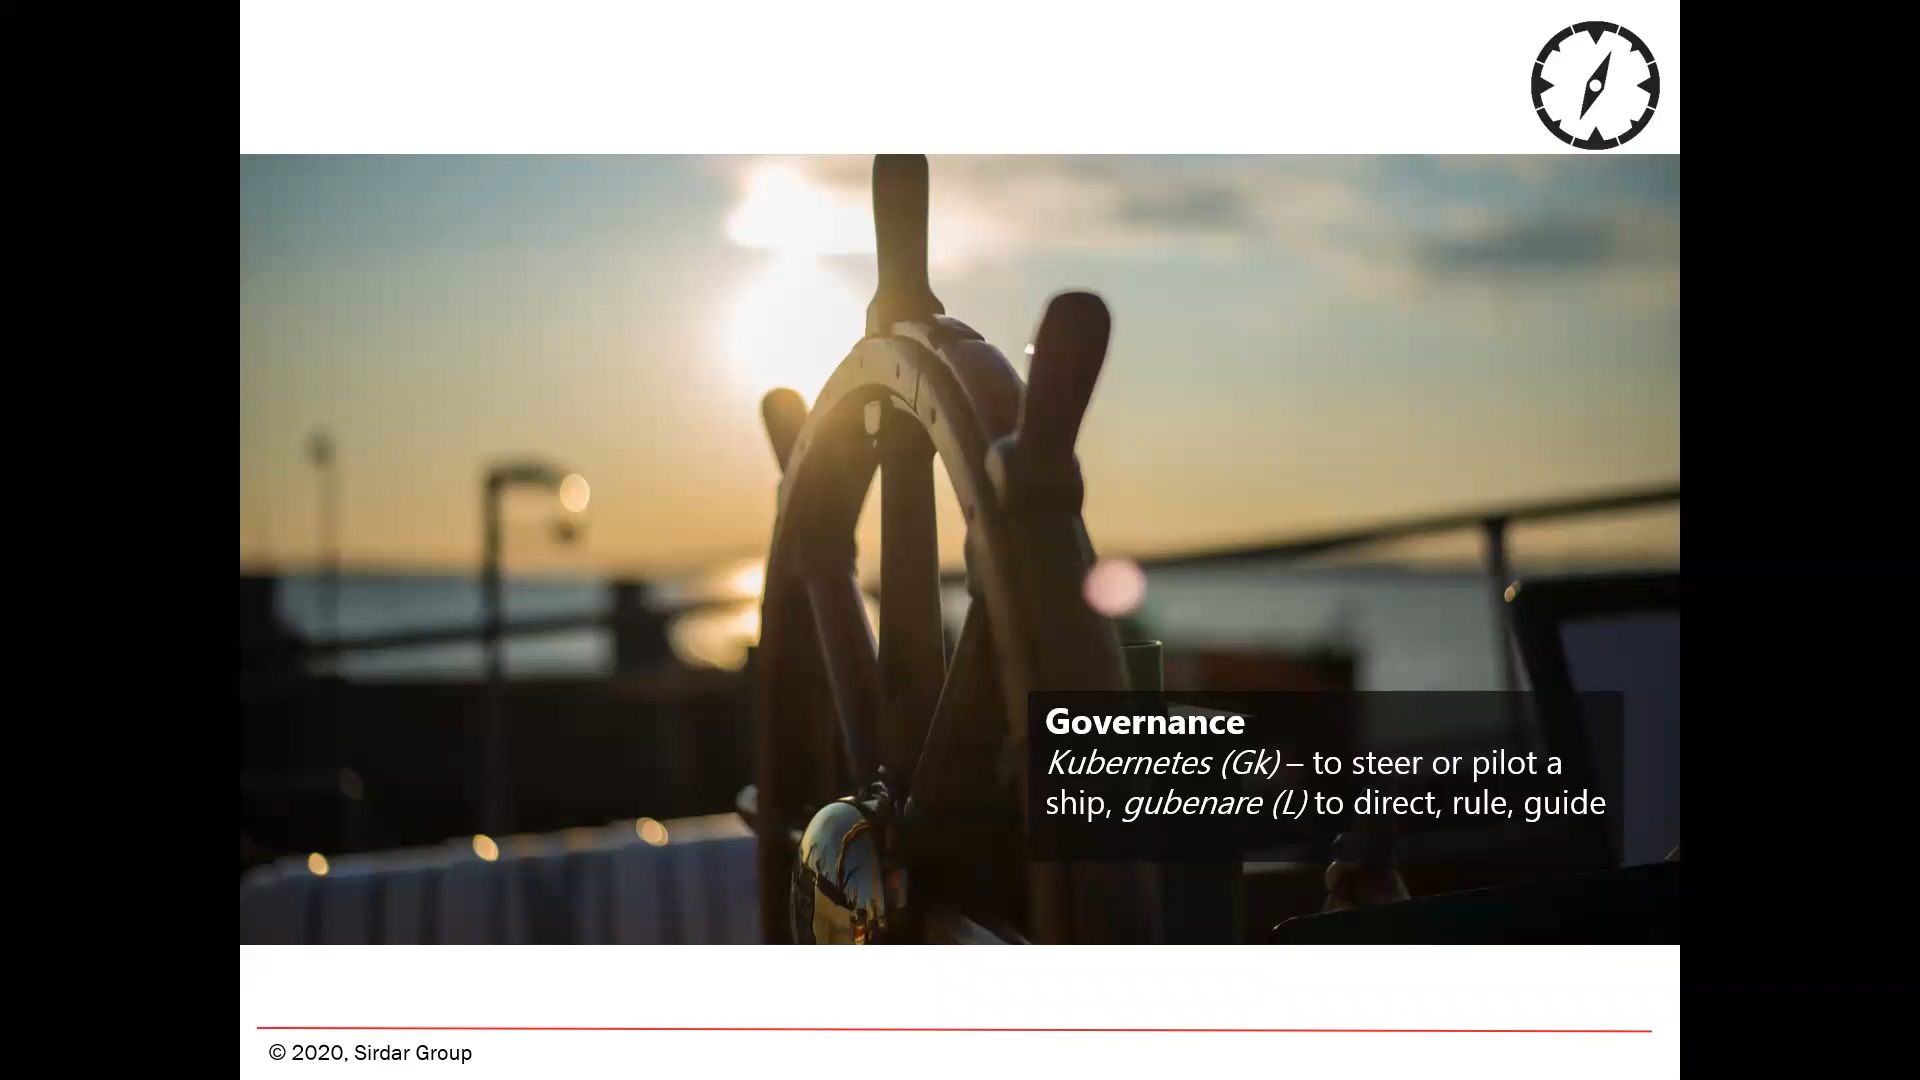 Governance
Kubernetes (Gk) – to steer or pilot a
ship, gubenare (L) to direct, rule, guide
© 2020, Sirdar Group